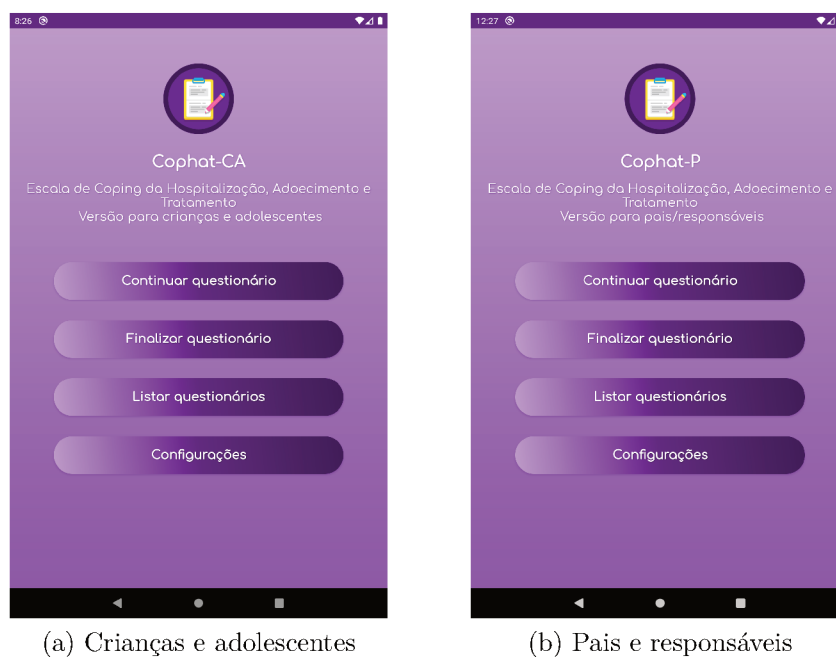 8:26
Cophat-CA
Escala de Coping da Hospitalização, Adoecimento e
Tratamento
Versão para crianças e adolescentes
Continuar questionário
Finalizar questionário
Listar questionários
Configurações
(a) Crianças e adolescentes
12:27
Cophat-P
Escala de Coping da Hospitalização, Adoecimento e
Tratamento
Versão para pais/responsáveis
Continuar questionário
Finalizar questionário
Listar questionários
Configurações
(b) Pais e responsáveis